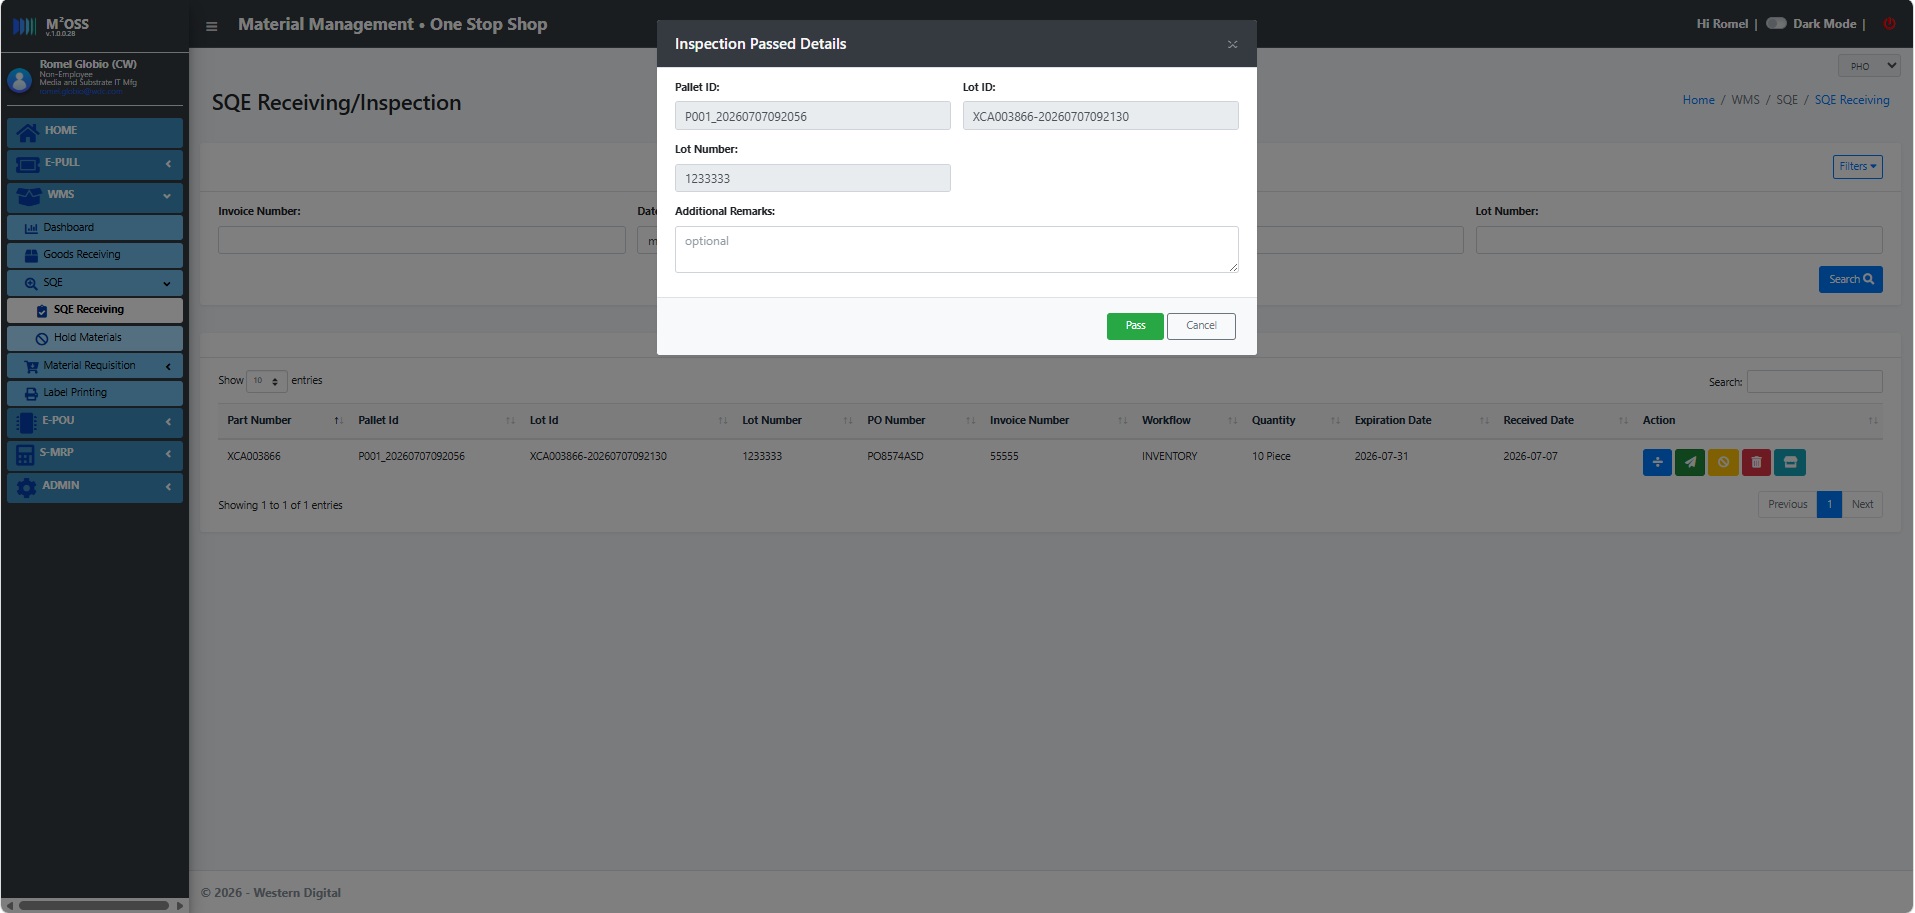 M²OSS
v.1.0.0.28
Material Management • One Stop Shop
Hi Romel | Dark Mode |
Romel Globio (CW)
Non-Employee
Media and Substrate IT Mfg
HOME
E-PULL
WMS
Dashboard
Goods Receiving
SQE
SQE Receiving
Hold Materials
Material Requisition
Label Printing
E-POU
S-MRP
ADMIN
PHO
SQE Receiving/Inspection
Home / WMS / SQE / SQE Receiving
Filters
Invoice Number:
Date
Lot Number:
m
Search
Inspection Passed Details
Pallet ID:
Lot ID:
P001_20260707092056
XCA003866-20260707092130
Lot Number:
1233333
Additional Remarks:
optional
Pass
Cancel
Show 10 entries
Search:
Part Number Pallet Id Lot Id Lot Number PO Number Invoice Number Workflow Quantity Expiration Date Received Date Action
XCA003866 P001_20260707092056 XCA003866-20260707092130 1233333 PO8574ASD 55555 INVENTORY 10 Piece 2026-07-31 2026-07-07
Showing 1 to 1 of 1 entries
Previous 1 Next
© 2026 - Western Digital